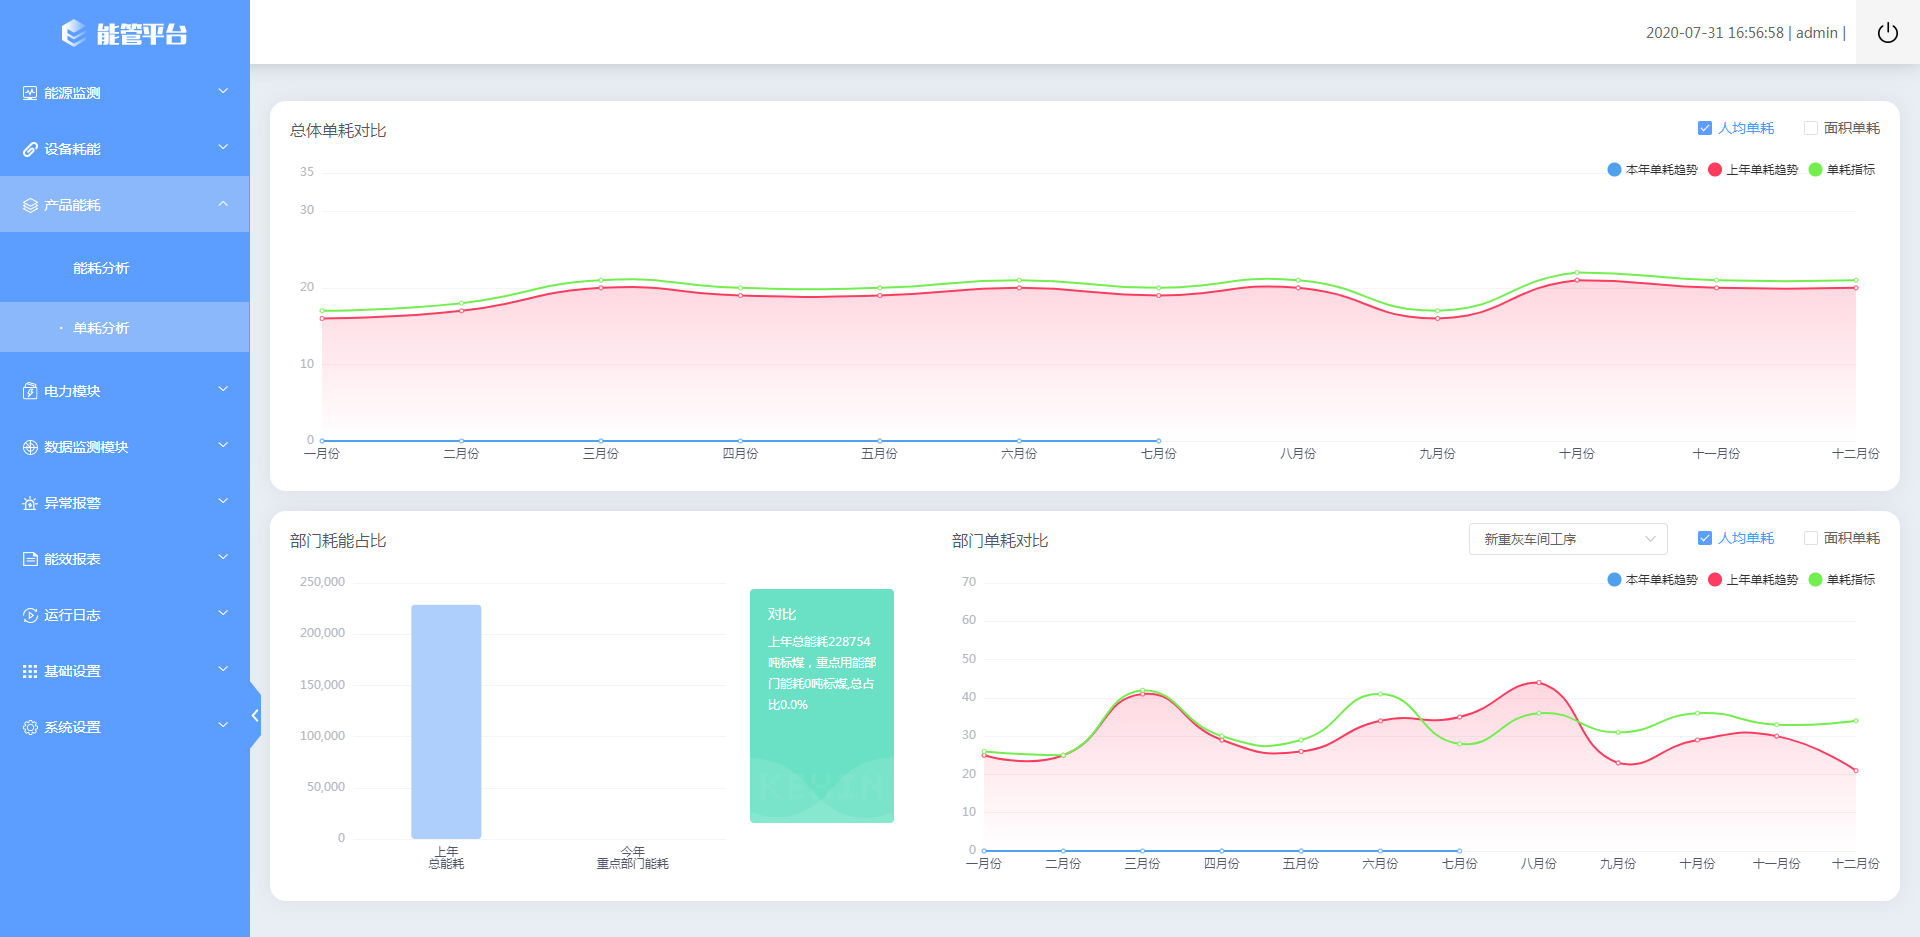 能管平台
2020-07-31 16:56:58 | admin |
能源监测
设备耗能
产品能耗
能耗分析
· 单耗分析
电力模块
数据监测模块
异常报警
能效报表
运行日志
基础设置
系统设置
总体单耗对比
人均单耗 面积单耗
本年单耗趋势 上年单耗趋势 单耗指标
35
30
20
10
0
一月份 二月份 三月份 四月份 五月份 六月份 七月份 八月份 九月份 十月份 十一月份 十二月份
部门耗能占比
250,000
200,000
150,000
100,000
50,000
0
上年 今年
总能耗 重点部门能耗
对比
上年总能耗228754
吨标煤，重点用能部
门能耗0吨标煤,总占
比0.0%
KEYIN
部门单耗对比
新重灰车间工序
人均单耗 面积单耗
本年单耗趋势 上年单耗趋势 单耗指标
70
60
50
40
30
20
10
0
一月份 二月份 三月份 四月份 五月份 六月份 七月份 八月份 九月份 十月份 十一月份 十二月份